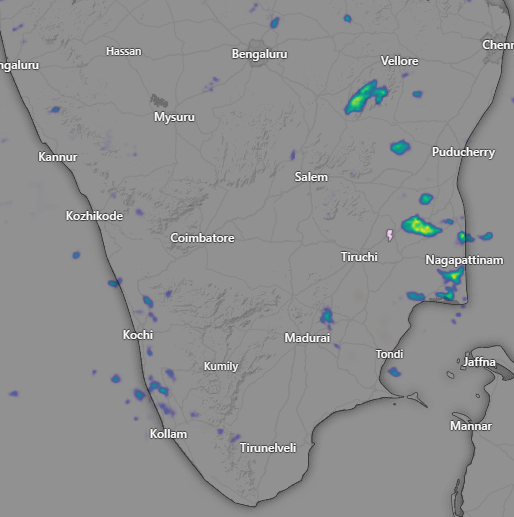 Hassan
Bengaluru
Chenn
ngaluru
Vellore
Mysuru
Kannur
Puducherry
Salem
Kozhikode
Coimbatore
Tiruchi
Nagapattinam
Kochi
Madurai
Tondi
Kumily
Jaffna
Kollam
Mannar
Tirunelveli